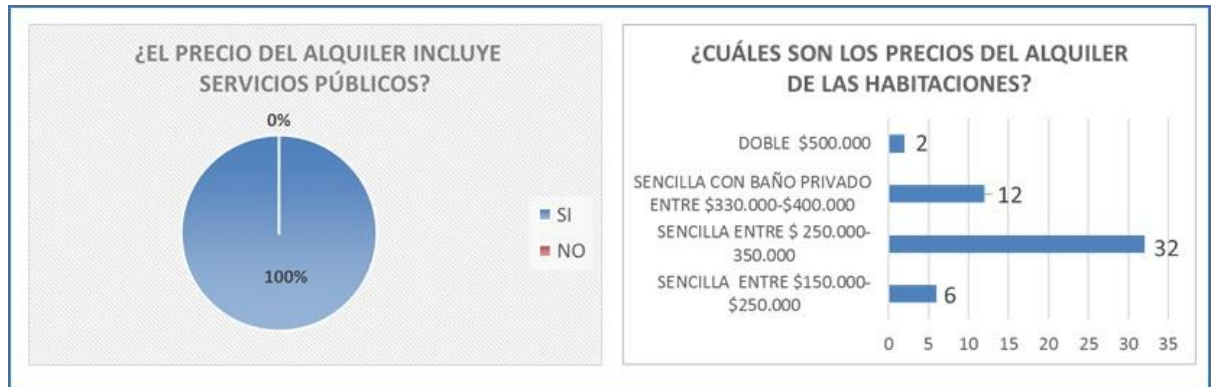 ¿EL PRECIO DEL ALQUILER INCLUYE
SERVICIOS PÚBLICOS?
0%
100%
SI
NO
¿CUÁLES SON LOS PRECIOS DEL ALQUILER
DE LAS HABITACIONES?
DOBLE $500.000
2
SENCILLA CON BAÑO PRIVADO
ENTRE $330.000-$400.000
12
SENCILLA ENTRE $ 250.000-
350.000
32
SENCILLA ENTRE $150.000-
$250.000
6
0 5 10 15 20 25 30 35